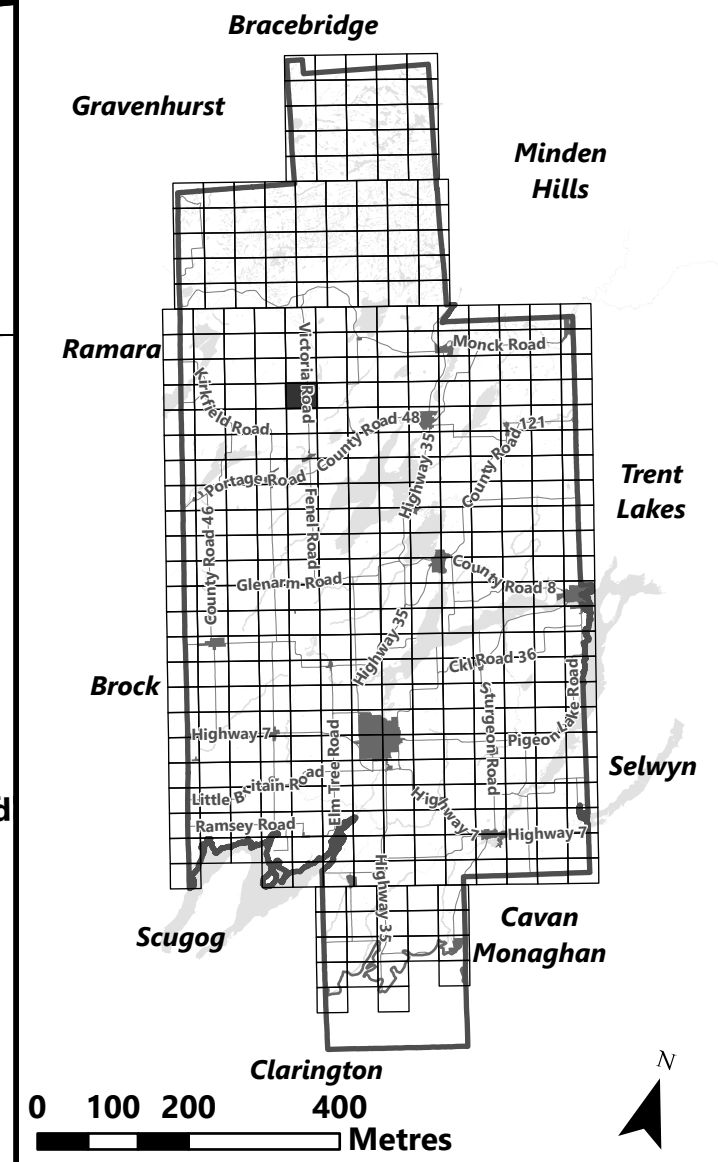 Bracebridge
Gravenhurst
Minden
Hills
Ramara
Victoria Road
Monck Road
Kirkfield Road
County Road 48
County Road 121
Highway 35
Portage Road
Trent
Lakes
Fenel Road
County Road 46
Glenarm Road
County Road 8
Highway 35
Ckl Road 36
Brock
Sturgeon Road
Pigeon Lake Road
Highway 7
Elm Tree Road
Selwyn
Little Britain Road
d
Highway 7
Ramsey Road
Highway 7
Highway 35
Scugog
Cavan
Monaghan
Clarington
N
0 100 200 400
Metres